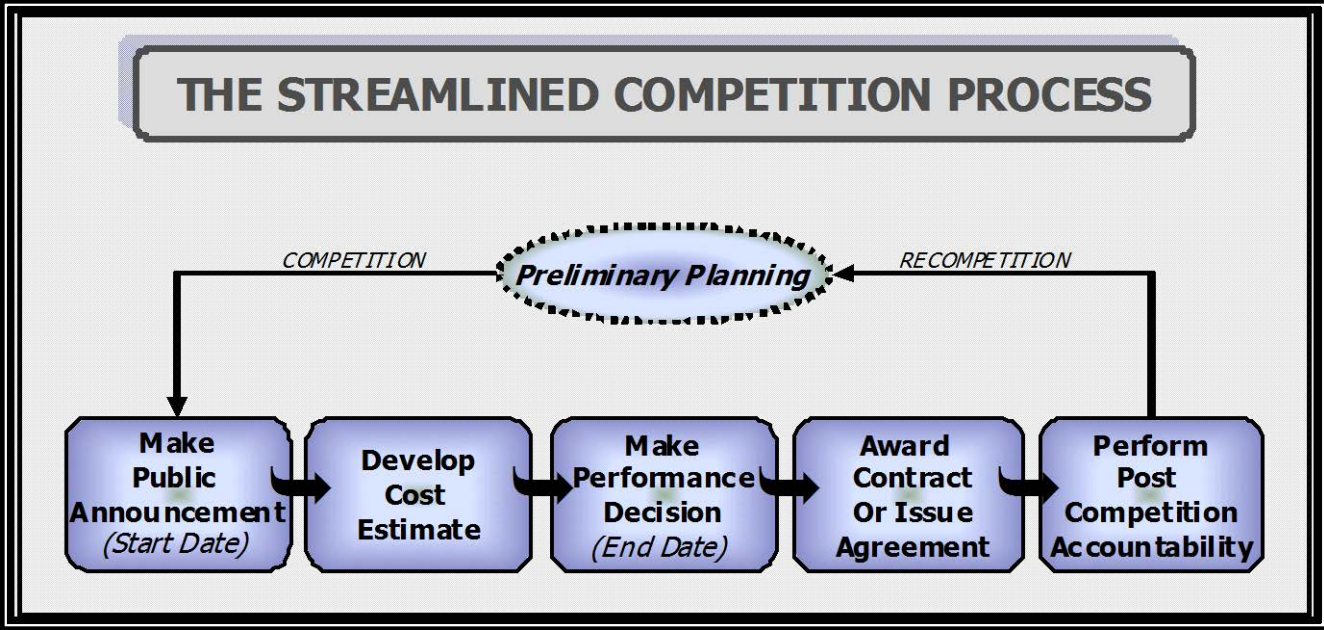 THE STREAMLINED COMPETITION PROCESS
COMPETITION
Preliminary Planning
RECOMPETITION
Make
Public
Announcement
(Start Date)
Develop
Cost
Estimate
Make
Performance
Decision
(End Date)
Award
Contract
Or Issue
Agreement
Perform
Post
Competition
Accountability